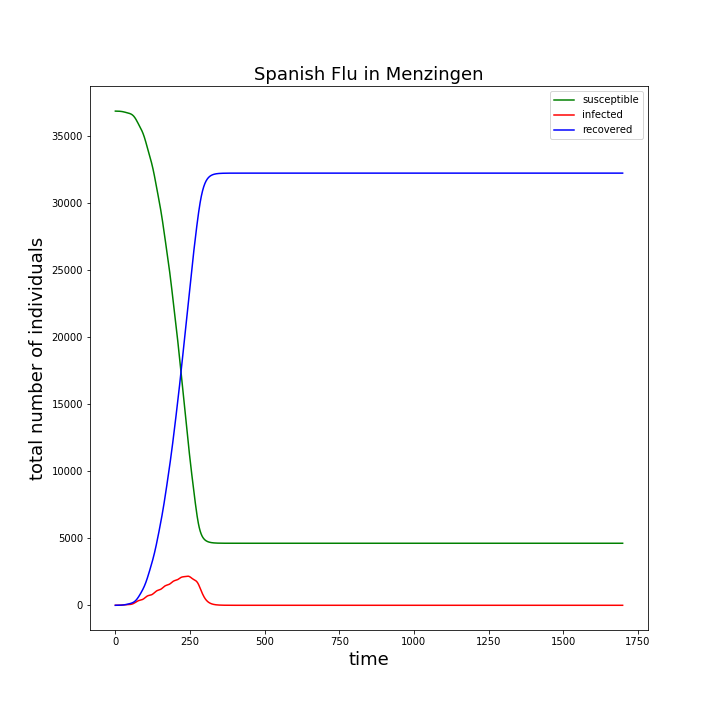 Spanish Flu in Menzingen
susceptible
infected
recovered
35000
30000
25000
20000
15000
10000
5000
0
total number of individuals
0 250 500 750 1000 1250 1500 1750
time